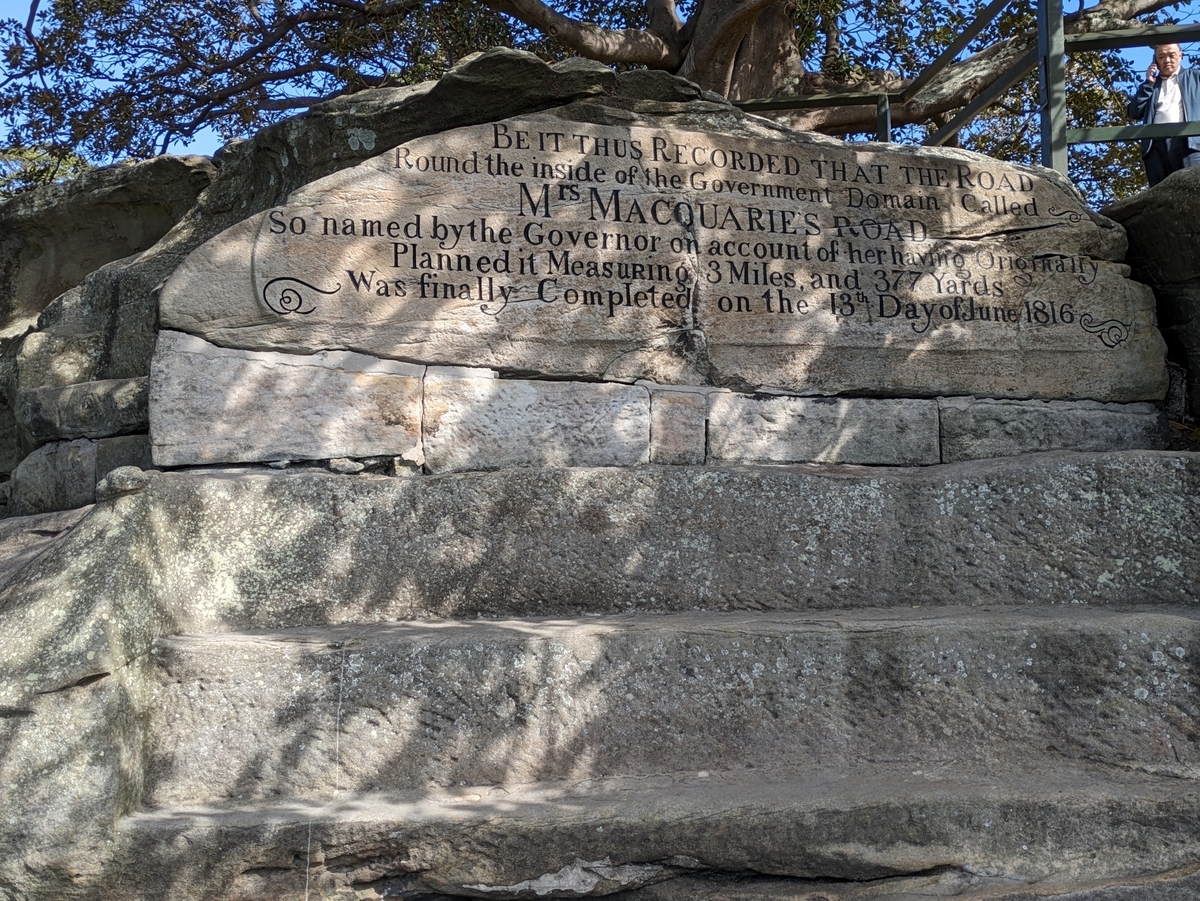 BE IT THUS RECORDED THAT THE ROAD
Round the inside of the Government Domain Called
Mrs MACQUARIE'S ROAD
So named by the Governor on account of her having Originally
Planned it Measuring 3 Miles, and 377 Yards
Was finally Completed on the 13th Day of June 1816